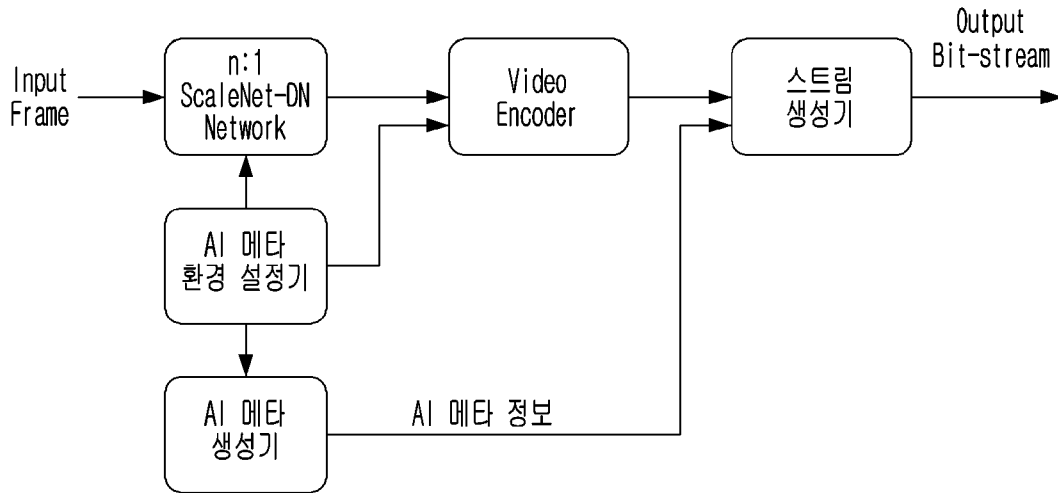 Input
Frame
n:1
ScaleNet-DN
Network
Video
Encoder
스트림
생성기
Output
Bit-stream
AI 메타
환경 설정기
AI 메타
생성기
AI 메타 정보